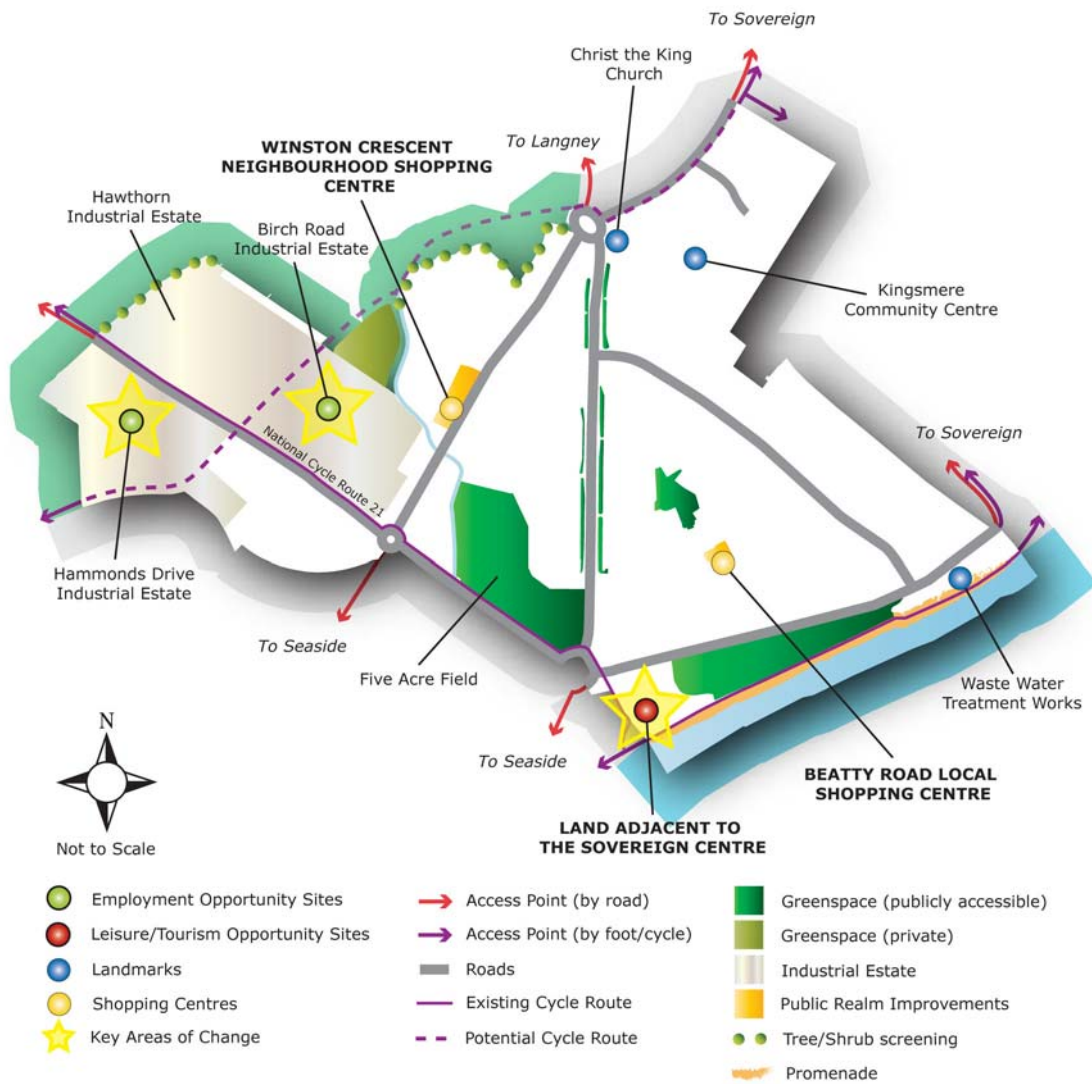 To Sovereign
Christ the King
Church
To Langney
WINSTON CRESCENT
NEIGHBOURHOOD SHOPPING
CENTRE
Hawthorn
Industrial Estate
Birch Road
Industrial Estate
Kingsmere
Community Centre
To Sovereign
National Cycle Route 21
Hammonds Drive
Industrial Estate
To Seaside
Five Acre Field
Waste Water
Treatment Works
To Seaside
BEATTY ROAD LOCAL
SHOPPING CENTRE
LAND ADJACENT TO
THE SOVEREIGN CENTRE
N
Not to Scale
Employment Opportunity Sites
Leisure/Tourism Opportunity Sites
Landmarks
Shopping Centres
Key Areas of Change
Access Point (by road)
Access Point (by foot/cycle)
Roads
Existing Cycle Route
Potential Cycle Route
Greenspace (publicly accessible)
Greenspace (private)
Industrial Estate
Public Realm Improvements
Tree/Shrub screening
Promenade